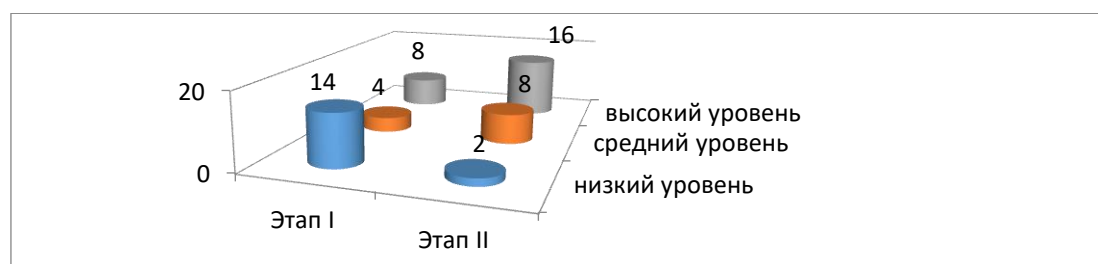 16
8
20
14
4
8
высокий уровень
средний уровень
2
0
низкий уровень
Этап I
Этап II